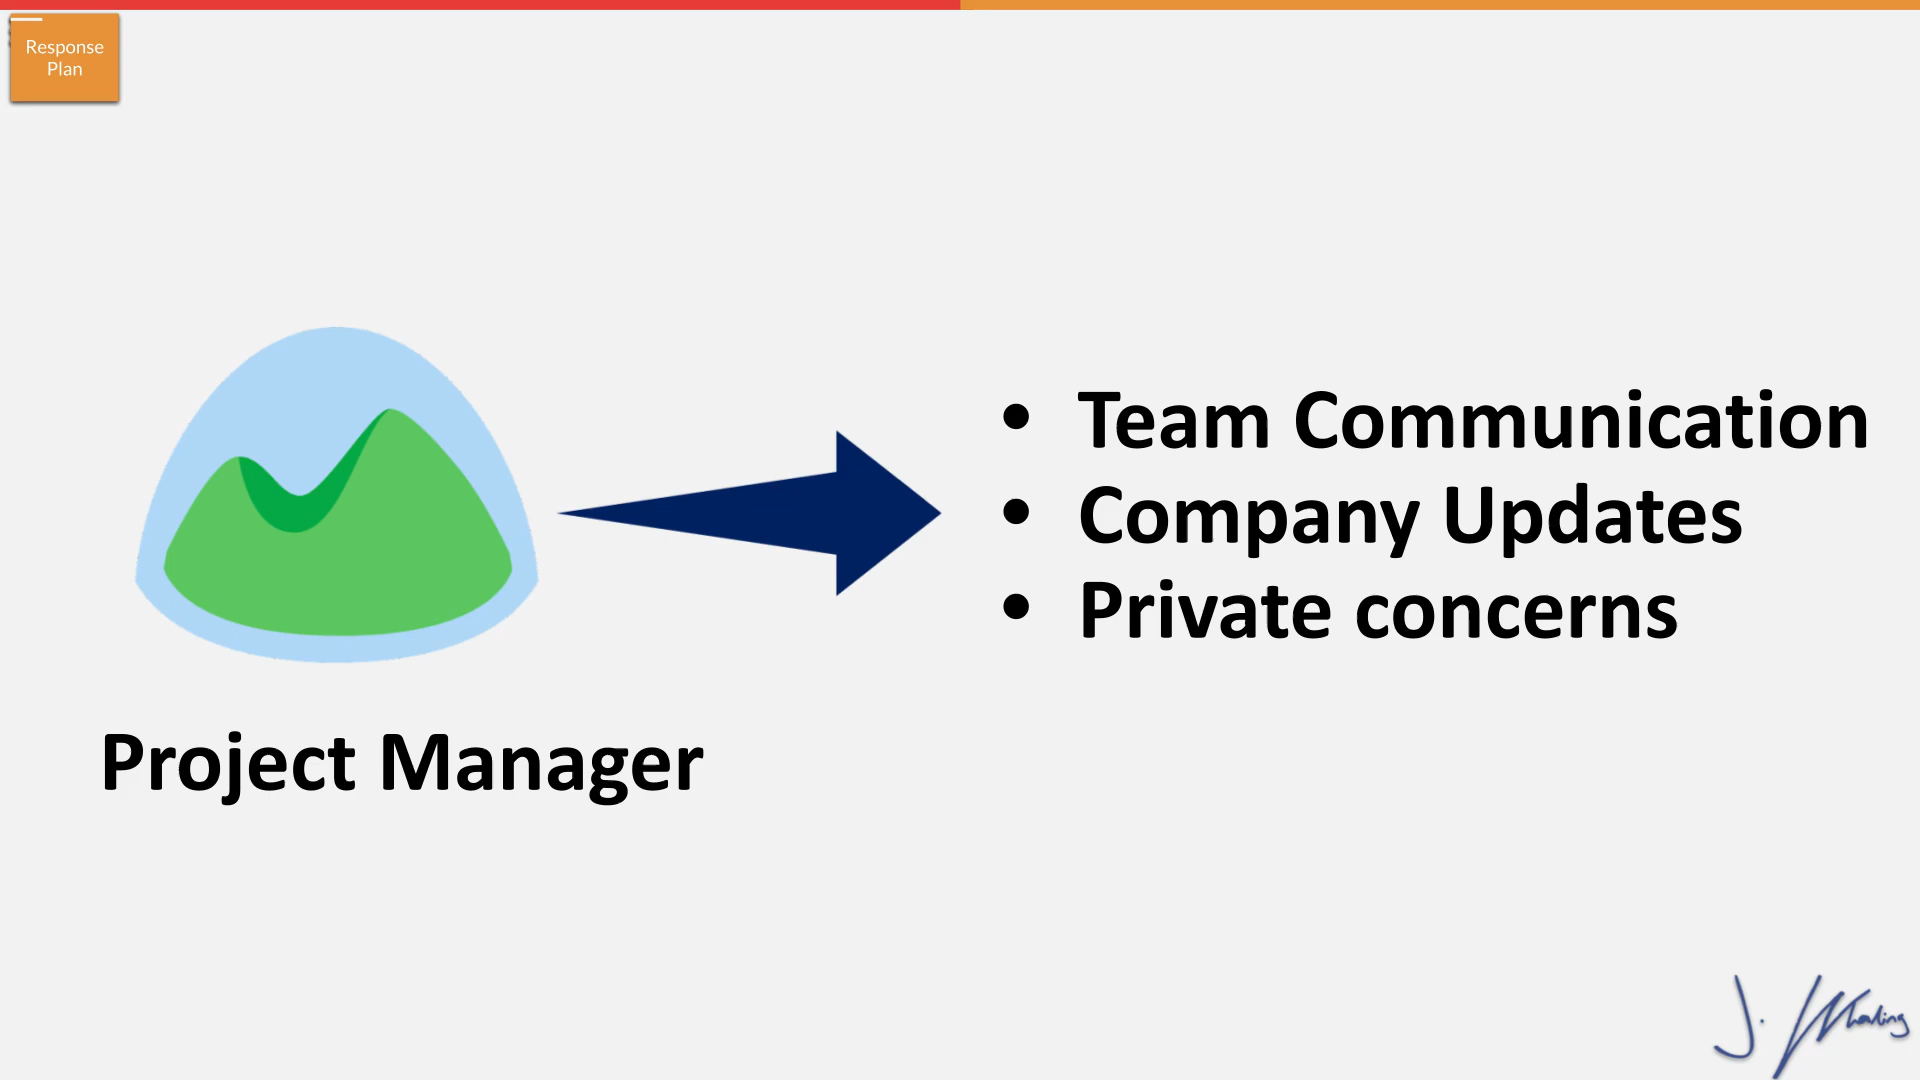 Response
Plan
• Team Communication
• Company Updates
• Private concerns
Project Manager